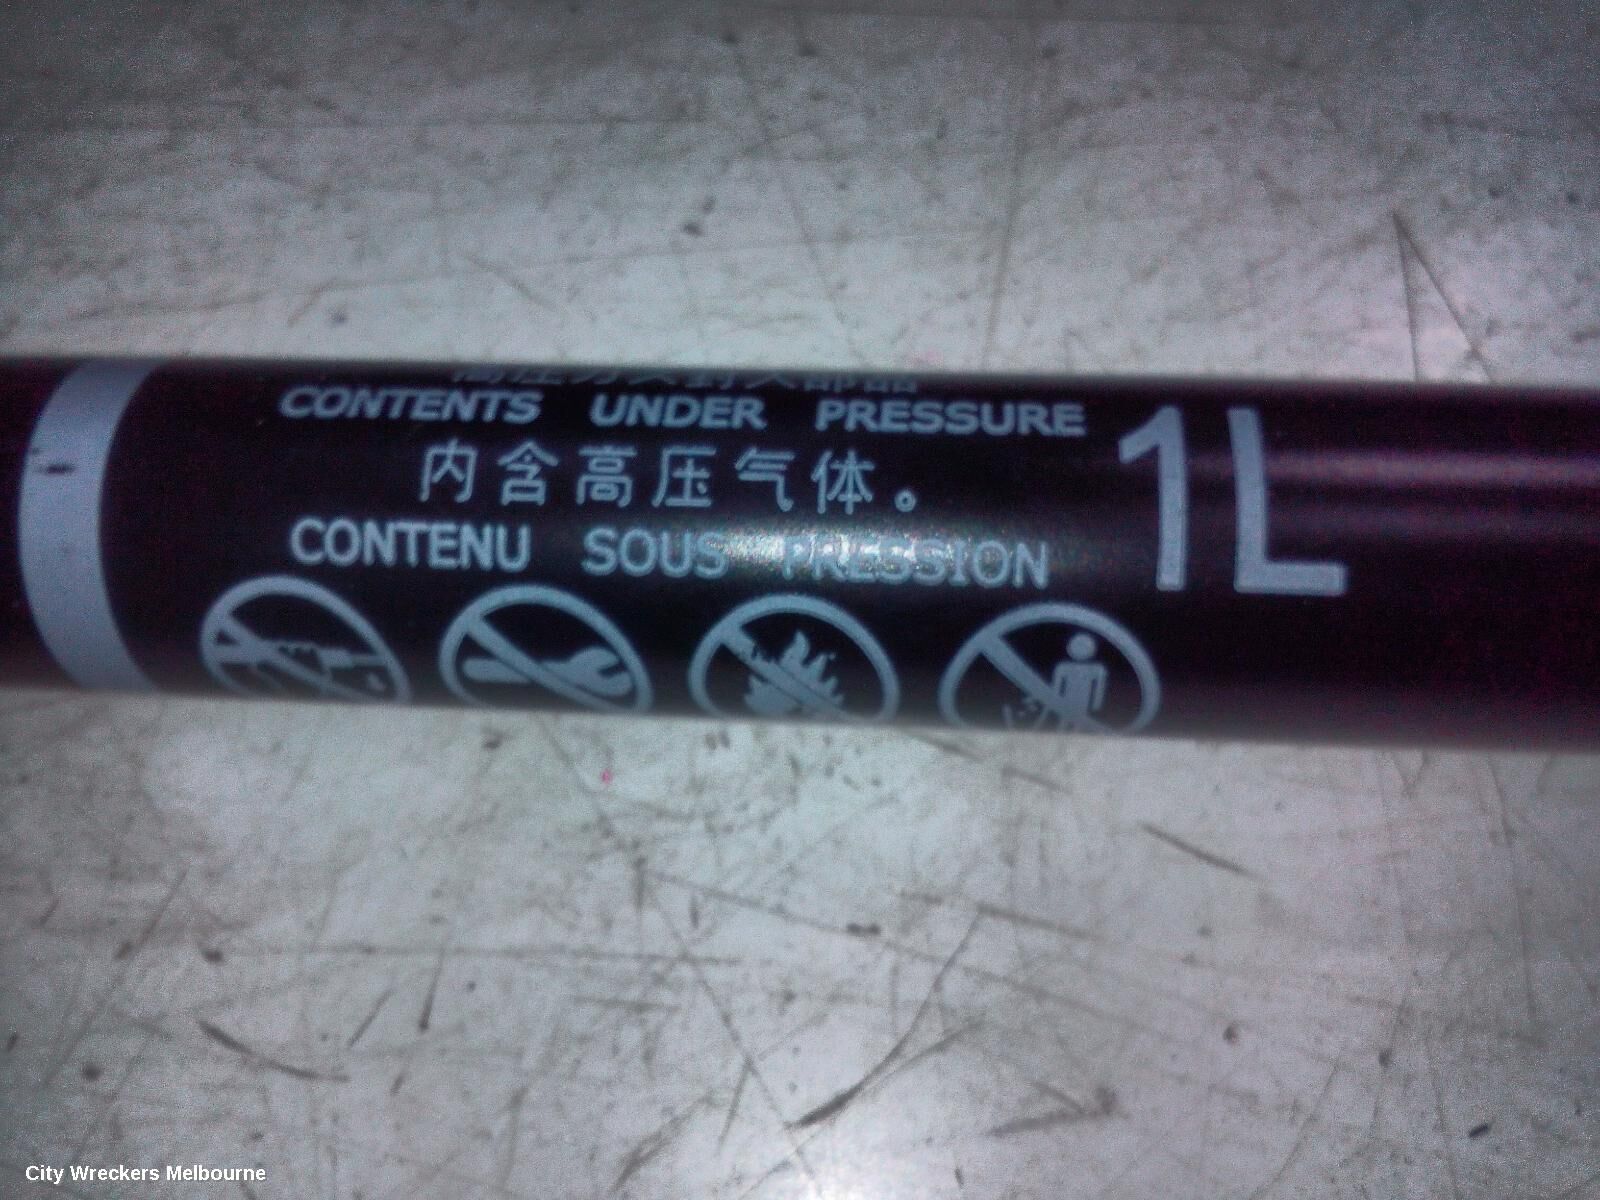 CONTENTS UNDER PRESSURE
内含高压气体。
CONTENU SOUS PRESSION
1L
City Wreckers Melbourne